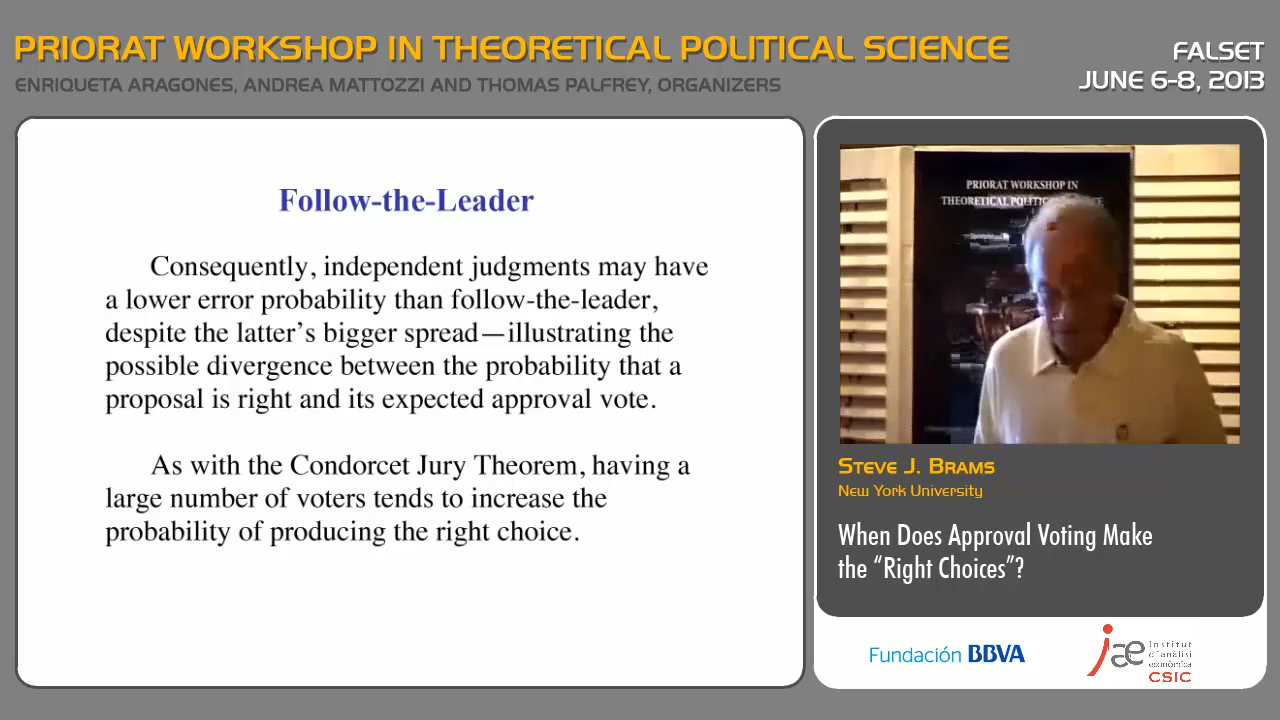 PRIORAT WORKSHOP IN THEORETICAL POLITICAL SCIENCE
ENRIQUETA ARAGONES, ANDREA MATTOZZI AND THOMAS PALFREY, ORGANIZERS
FALSET
JUNE 6-8, 2013
Follow-the-Leader
Consequently, independent judgments may have
a lower error probability than follow-the-leader,
despite the latter's bigger spread—illustrating the
possible divergence between the probability that a
proposal is right and its expected approval vote.
As with the Condorcet Jury Theorem, having a
large number of voters tends to increase the
probability of producing the right choice.
PRIORAT WORKSHOP IN
THEORETICAL
STEVE J. BRAMS
New York University
When Does Approval Voting Make
the “Right Choices”?
Fundación BBVA
iae
Institut
d'anàlisi
econòmica
CSIC